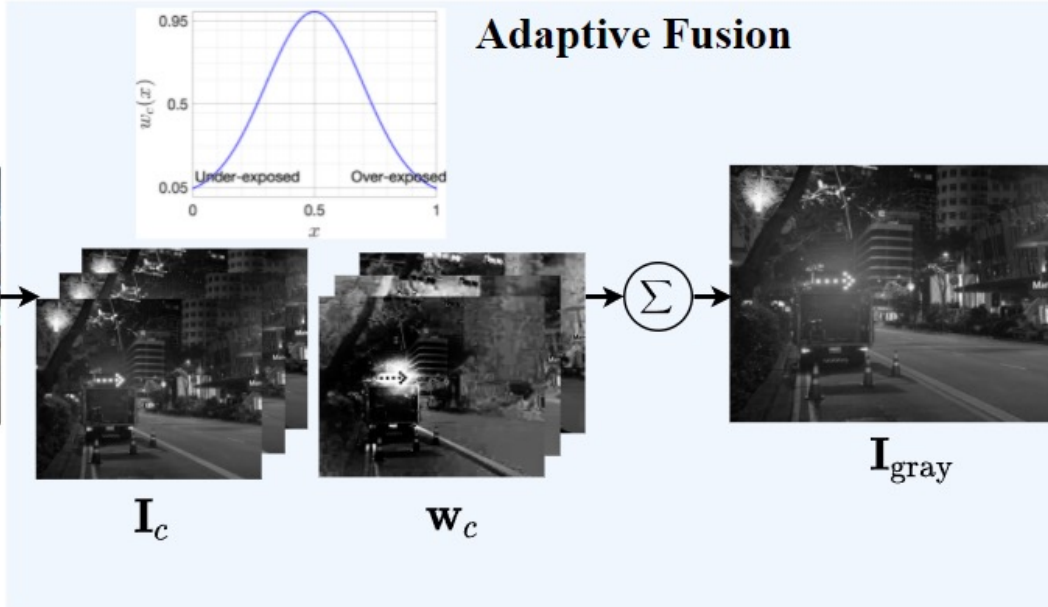 Adaptive Fusion
0.95
0.5
0.05
w_c(x)
Under-exposed
Over-exposed
0
0.5
1
x
Σ
I_c
w_c
I_gray